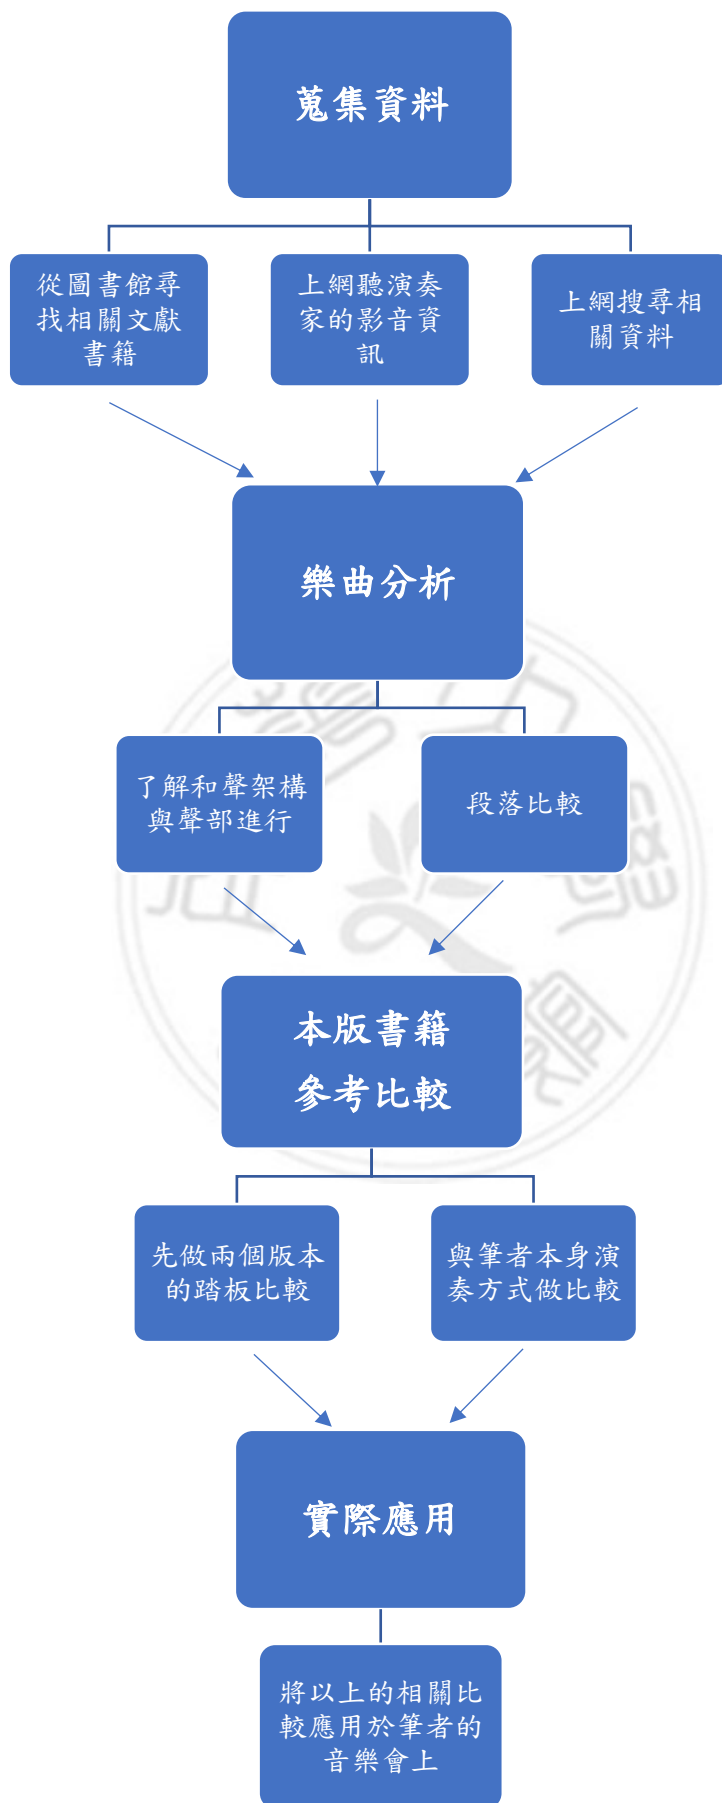 蒐集資料
從圖書館尋
找相關文獻
書籍
上網聽演奏
家的影音資
訊
上網搜尋相
關資料
樂曲分析
了解和聲架構
與聲部進行
段落比較
本版書籍
參考比較
先做兩個版本
的踏板比較
與筆者本身演
奏方式做比較
實際應用
將以上的相關比
較應用於筆者的
音樂會上